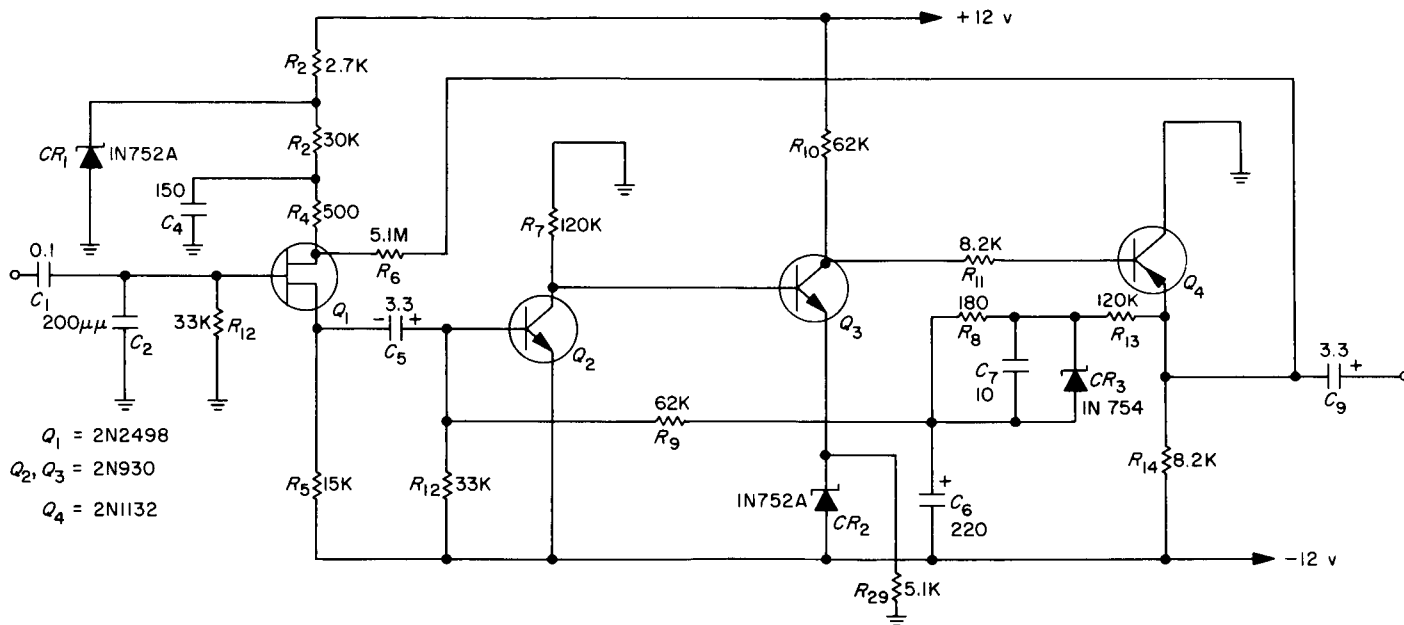 +12 v
R2 2.7K
R2 30K
CR1 IN752A
150
C4
R4 500
5.1M
R6
0.1
C1
200μμ
C2
33K R12
Q1
3.3
- +
C5
R7 120K
Q2
R10 62K
Q3
8.2K
R11
Q4
180
R8
120K
R13
C7
10
CR3
IN 754
3.3
+
C9
62K
R9
R5 15K
R12 33K
IN752A
CR2
+
C6
220
R14 8.2K
-12 v
R29 5.1K
Q1 = 2N2498
Q2, Q3 = 2N930
Q4 = 2N1132